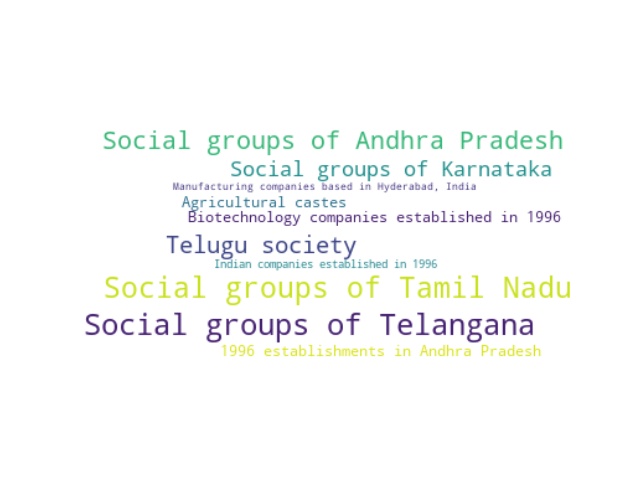 Social groups of Andhra Pradesh
Social groups of Karnataka
Manufacturing companies based in Hyderabad, India
Agricultural castes
Biotechnology companies established in 1996
Telugu society
Indian companies established in 1996
Social groups of Tamil Nadu
Social groups of Telangana
1996 establishments in Andhra Pradesh